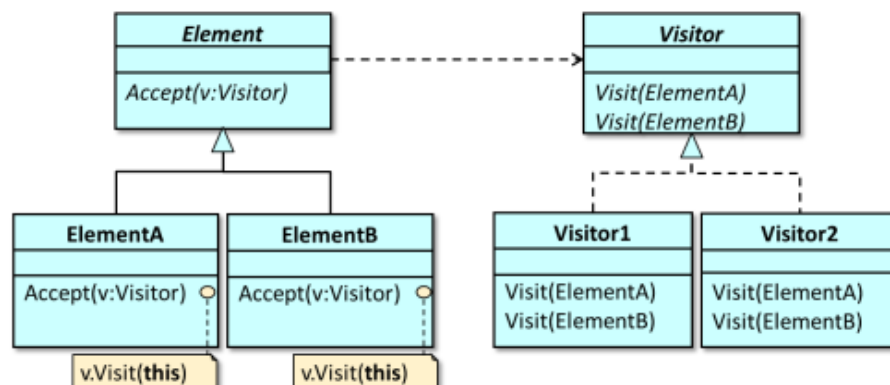 Element
Accept(v:Visitor)
Visitor
Visit(ElementA)
Visit(ElementB)
ElementA
Accept(v:Visitor)
v.Visit(this)
ElementB
Accept(v:Visitor)
v.Visit(this)
Visitor1
Visit(ElementA)
Visit(ElementB)
Visitor2
Visit(ElementA)
Visit(ElementB)